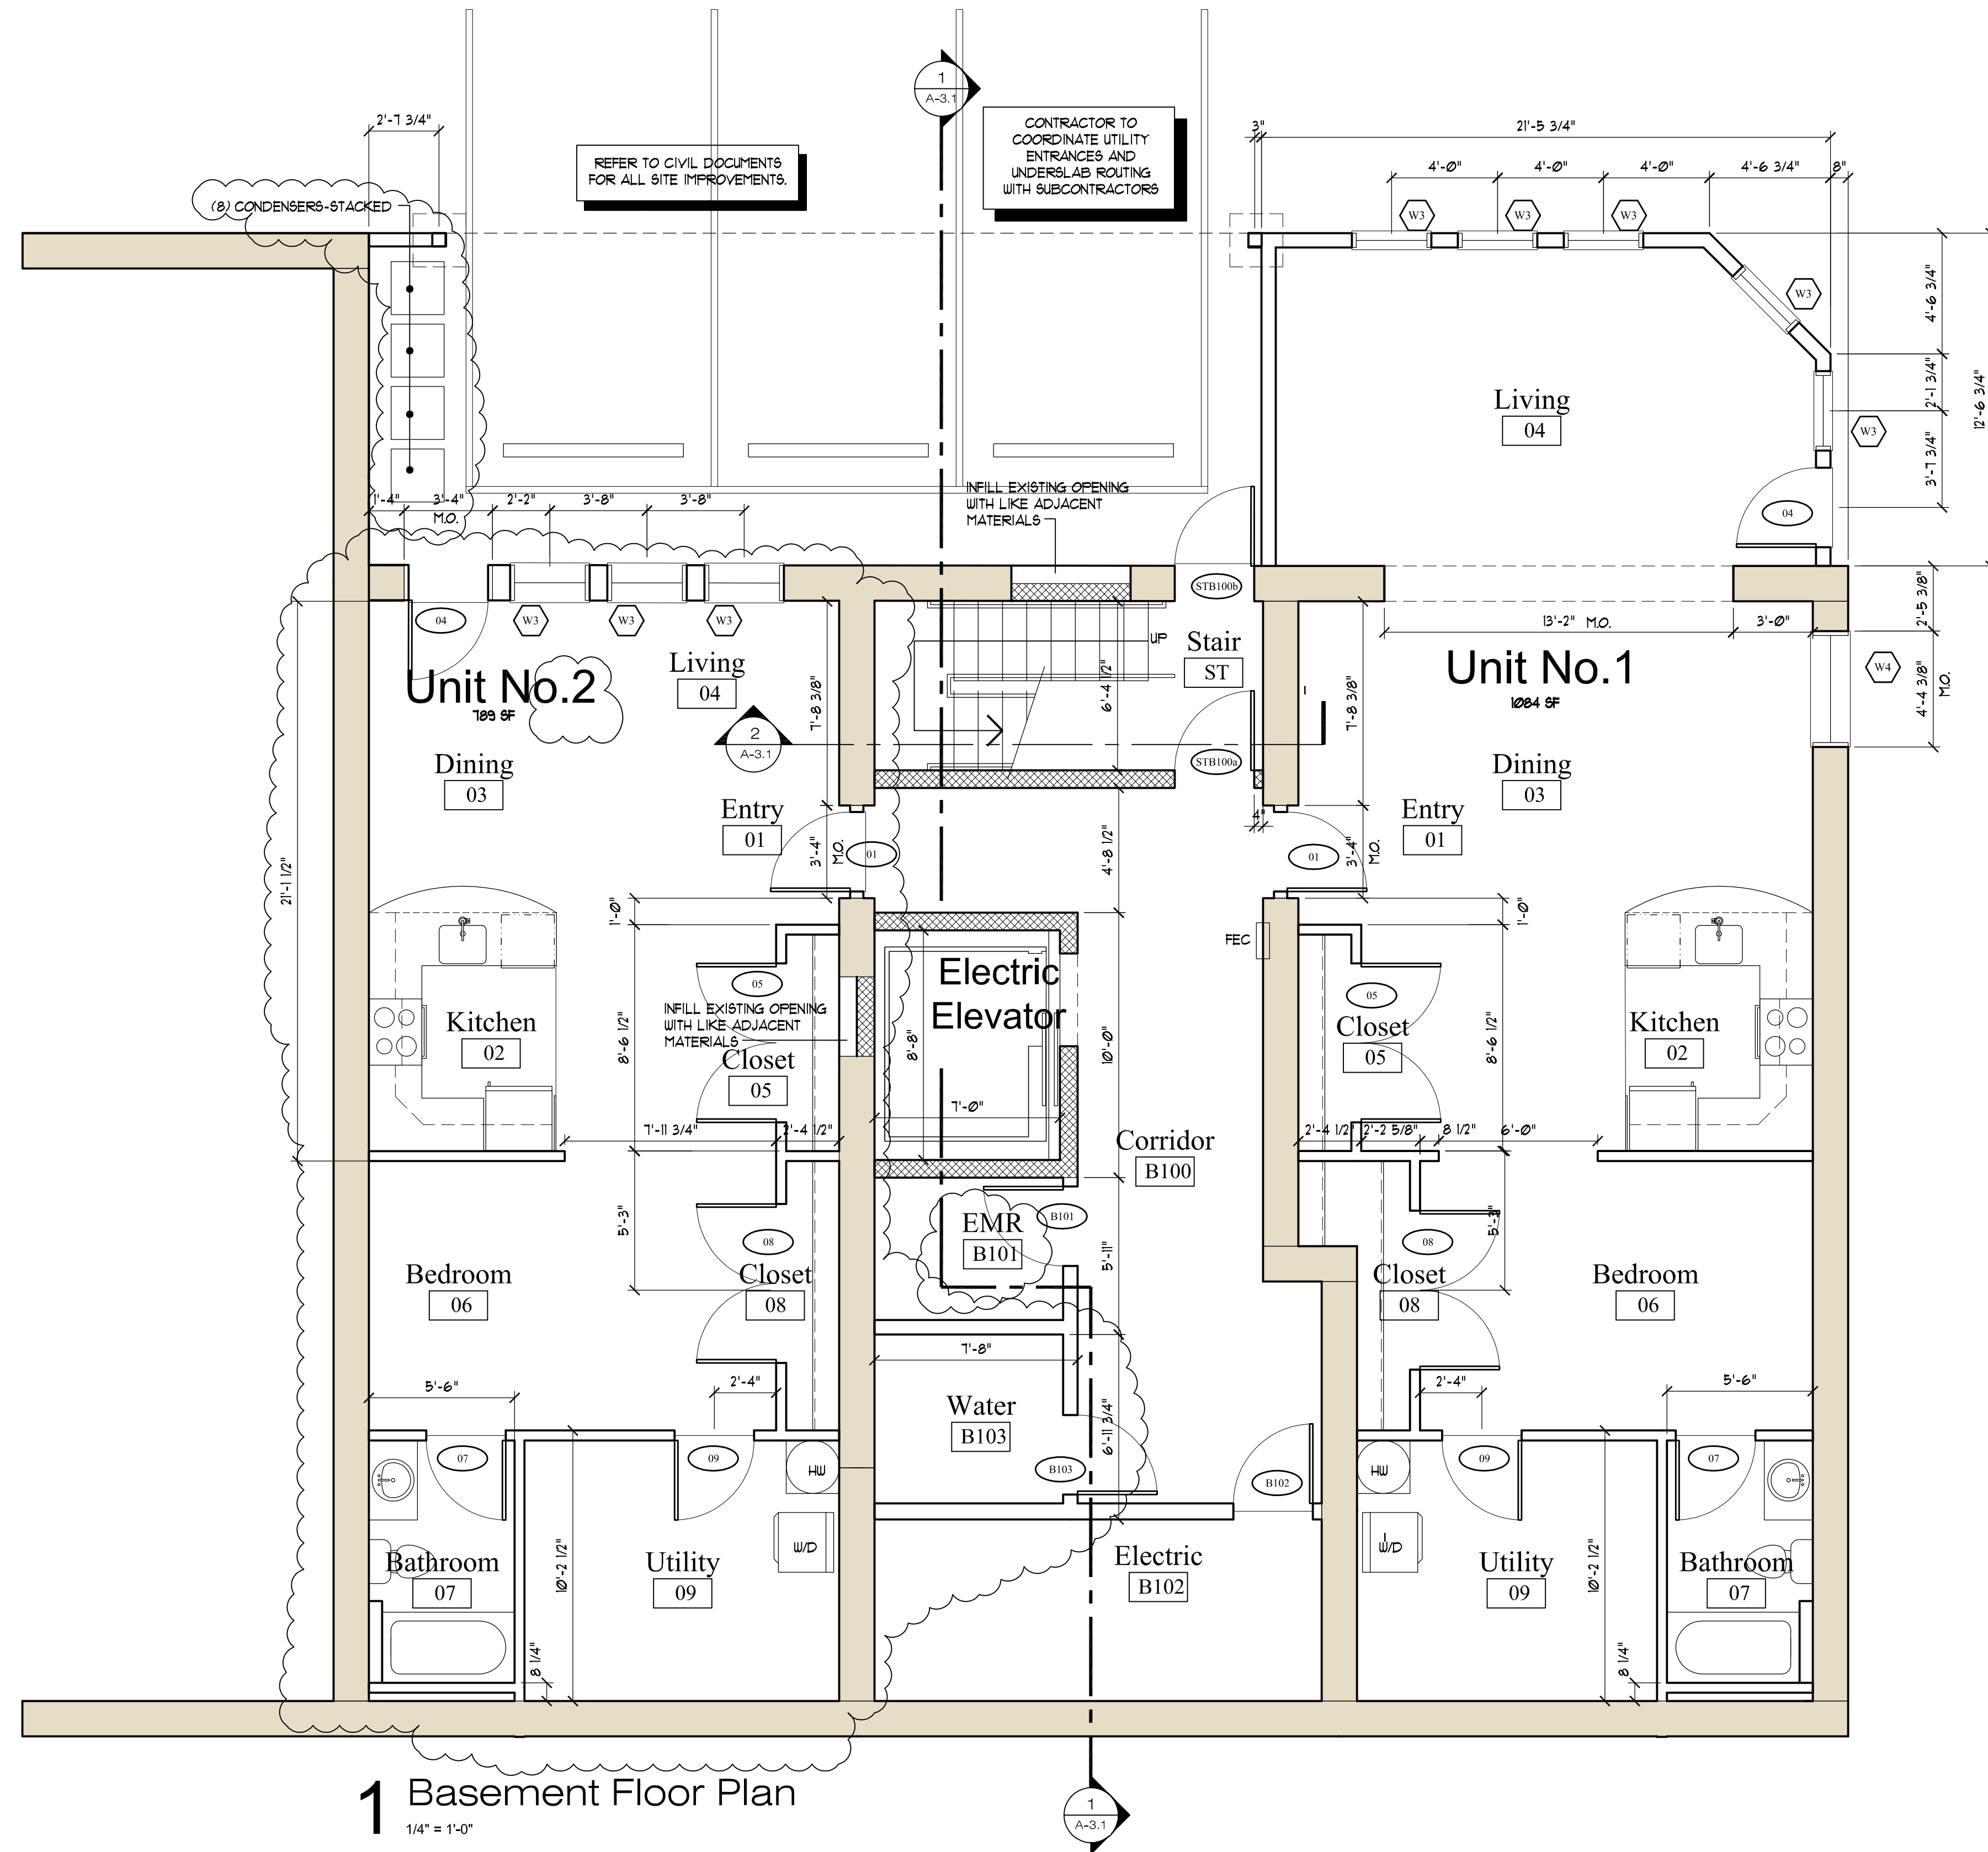 1
A-3.1
2'-7 3/4"
REFER TO CIVIL DOCUMENTS
FOR ALL SITE IMPROVEMENTS.
CONTRACTOR TO
COORDINATE UTILITY
ENTRANCES AND
UNDERSLAB ROUTING
WITH SUBCONTRACTORS
3"
21'-5 3/4"
4'-0"
4'-0"
4'-0"
4'-6 3/4"
8"
(8) CONDENSERS-STACKED
W3
W3
W3
W3
4'-6 3/4"
2'-1 3/4"
12'-6 3/4"
Living
04
W3
3'-7 3/4"
INFILL EXISTING OPENING
WITH LIKE ADJACENT
MATERIALS
1'-4"
3'-4"
M.O.
2'-2"
3'-8"
3'-8"
04
STB100b
04
W3
W3
W3
UP
Stair
ST
13'-2" M.O.
3'-0"
2'-5 3/8"
Unit No.2
789 SF
Living
04
7'-8 3/8"
6'-4 1/2"
7'-8 3/8"
Unit No.1
1084 SF
W4
4'-4 3/8"
M.O.
2
A-3.1
STB100a
Dining
03
Dining
03
Entry
01
3'-4"
M.O.
01
4'-8 1/2"
4"
01
3'-4"
M.O.
Entry
01
21'-1 1/2"
1'-0"
1'-0"
FEC
Electric
Elevator
05
05
INFILL EXISTING OPENING
WITH LIKE ADJACENT
MATERIALS
Kitchen
02
8'-6 1/2"
Closet
05
8'-8"
10'-0"
Closet
05
8'-6 1/2"
Kitchen
02
7'-0"
7'-11 3/4"
2'-4 1/2"
Corridor
B100
2'-4 1/2"
2'-2 5/8"
8 1/2"
6'-0"
5'-3"
EMR
B101
B101
5'-11"
5'-3"
08
08
Bedroom
06
Closet
08
Closet
08
Bedroom
06
7'-8"
5'-6"
2'-4"
2'-4"
5'-6"
Water
B103
6'-11 3/4"
07
09
HW
B103
B102
HW
09
07
W/D
W/D
Bathroom
07
10'-2 1/2"
Utility
09
Electric
B102
Utility
09
10'-2 1/2"
Bathroom
07
8 1/4"
8 1/4"
1 Basement Floor Plan
1/4" = 1'-0"
1
A-3.1